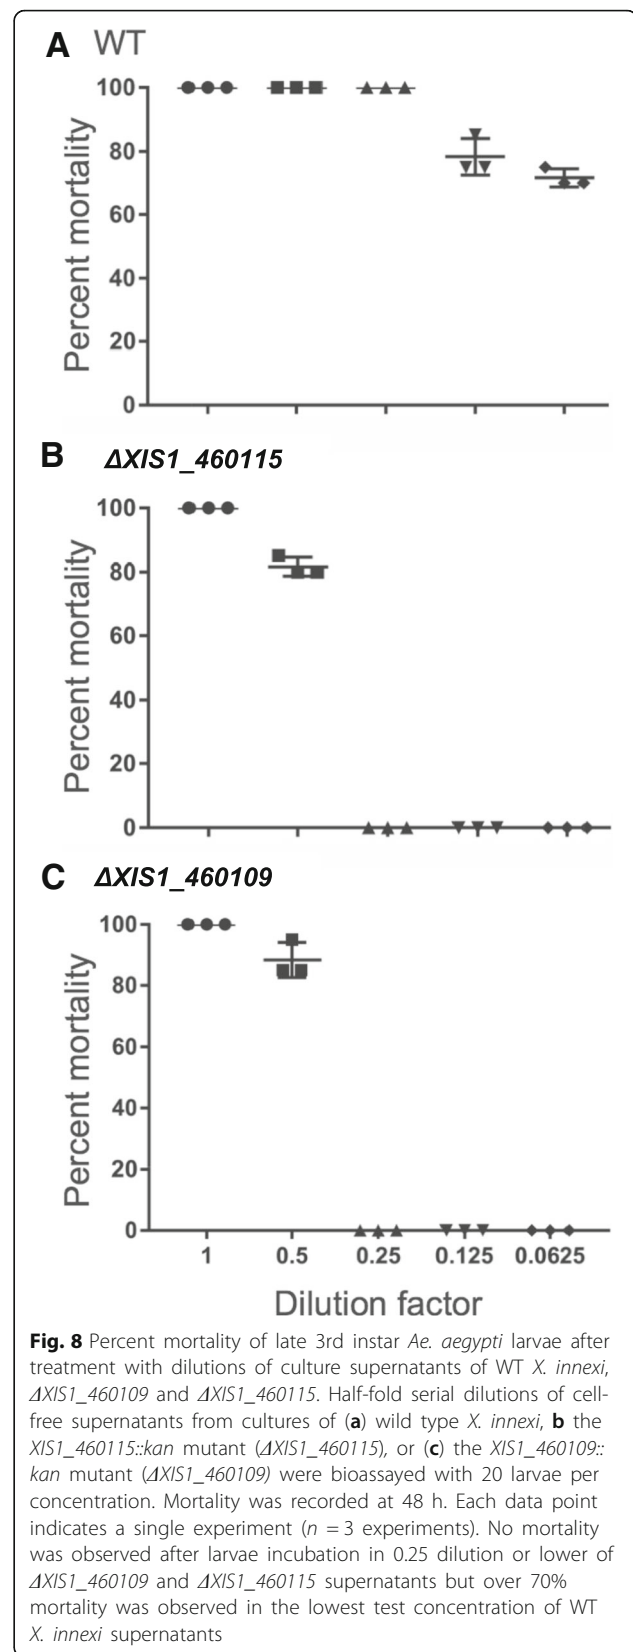 A WT
Percent mortality
100
80
60
40
20
0
B ΔXIS1_460115
Percent mortality
100
80
60
40
20
0
C ΔXIS1_460109
Percent mortality
100
80
60
40
20
0
1 0.5 0.25 0.125 0.0625
Dilution factor
Fig. 8 Percent mortality of late 3rd instar Ae. aegypti larvae after
treatment with dilutions of culture supernatants of WT X. innexi,
ΔXIS1_460109 and ΔXIS1_460115. Half-fold serial dilutions of cell-
free supernatants from cultures of (a) wild type X. innexi, b the
XIS1_460115::kan mutant (ΔXIS1_460115), or (c) the XIS1_460109::
kan mutant (ΔXIS1_460109) were bioassayed with 20 larvae per
concentration. Mortality was recorded at 48 h. Each data point
indicates a single experiment (n = 3 experiments). No mortality
was observed after larvae incubation in 0.25 dilution or lower of
ΔXIS1_460109 and ΔXIS1_460115 supernatants but over 70%
mortality was observed in the lowest test concentration of WT
X. innexi supernatants